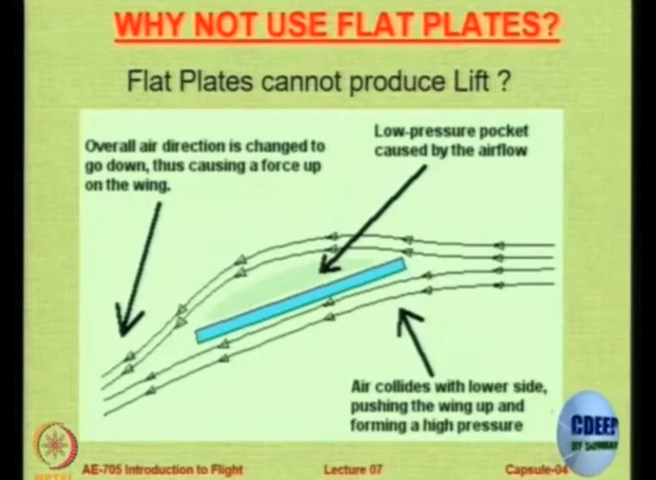 WHY NOT USE FLAT PLATES?
Flat Plates cannot produce Lift ?
Overall air direction is changed to
go down, thus causing a force up
on the wing.
Low-pressure pocket
caused by the airflow
Air collides with lower side,
pushing the wing up and
forming a high pressure
CDEEP
IIT BOMBAY
NPTEL
AE-705 Introduction to Flight
Lecture 07
Capsule-04